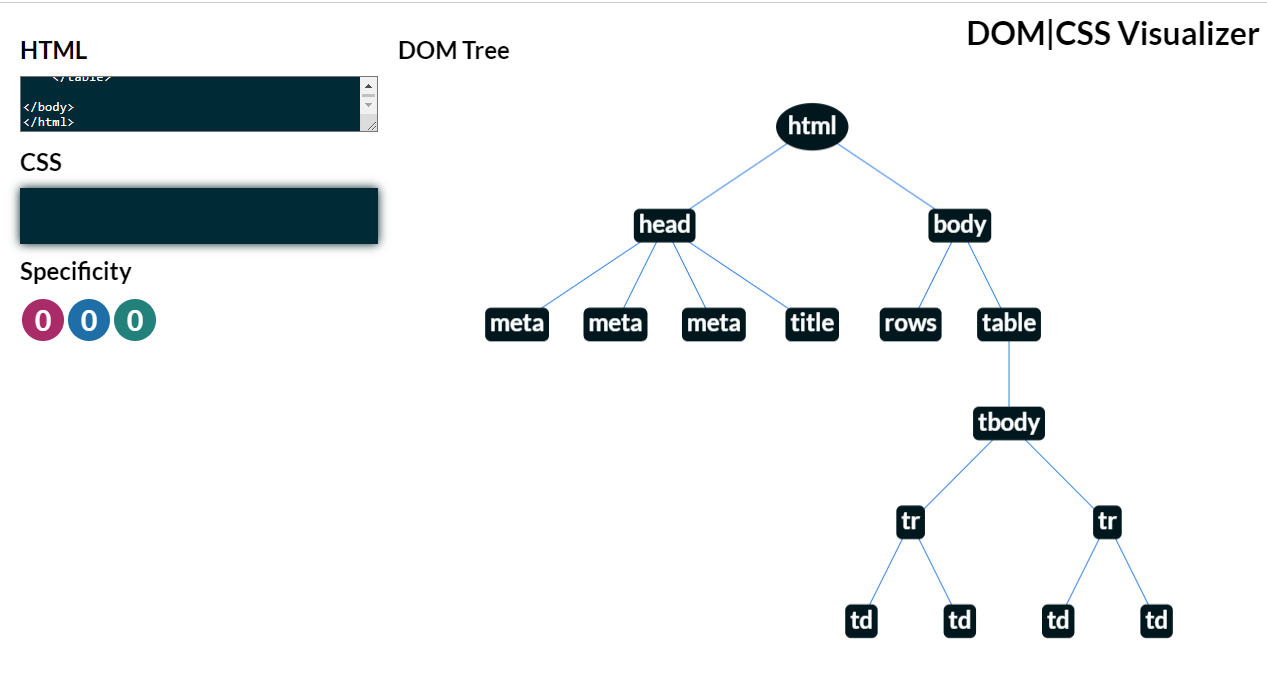 DOM|CSS Visualizer
HTML
</table>
</body>
</html>
CSS
Specificity
0 0 0
DOM Tree
html
head body
meta meta meta title rows table
tbody
tr tr
td td td td